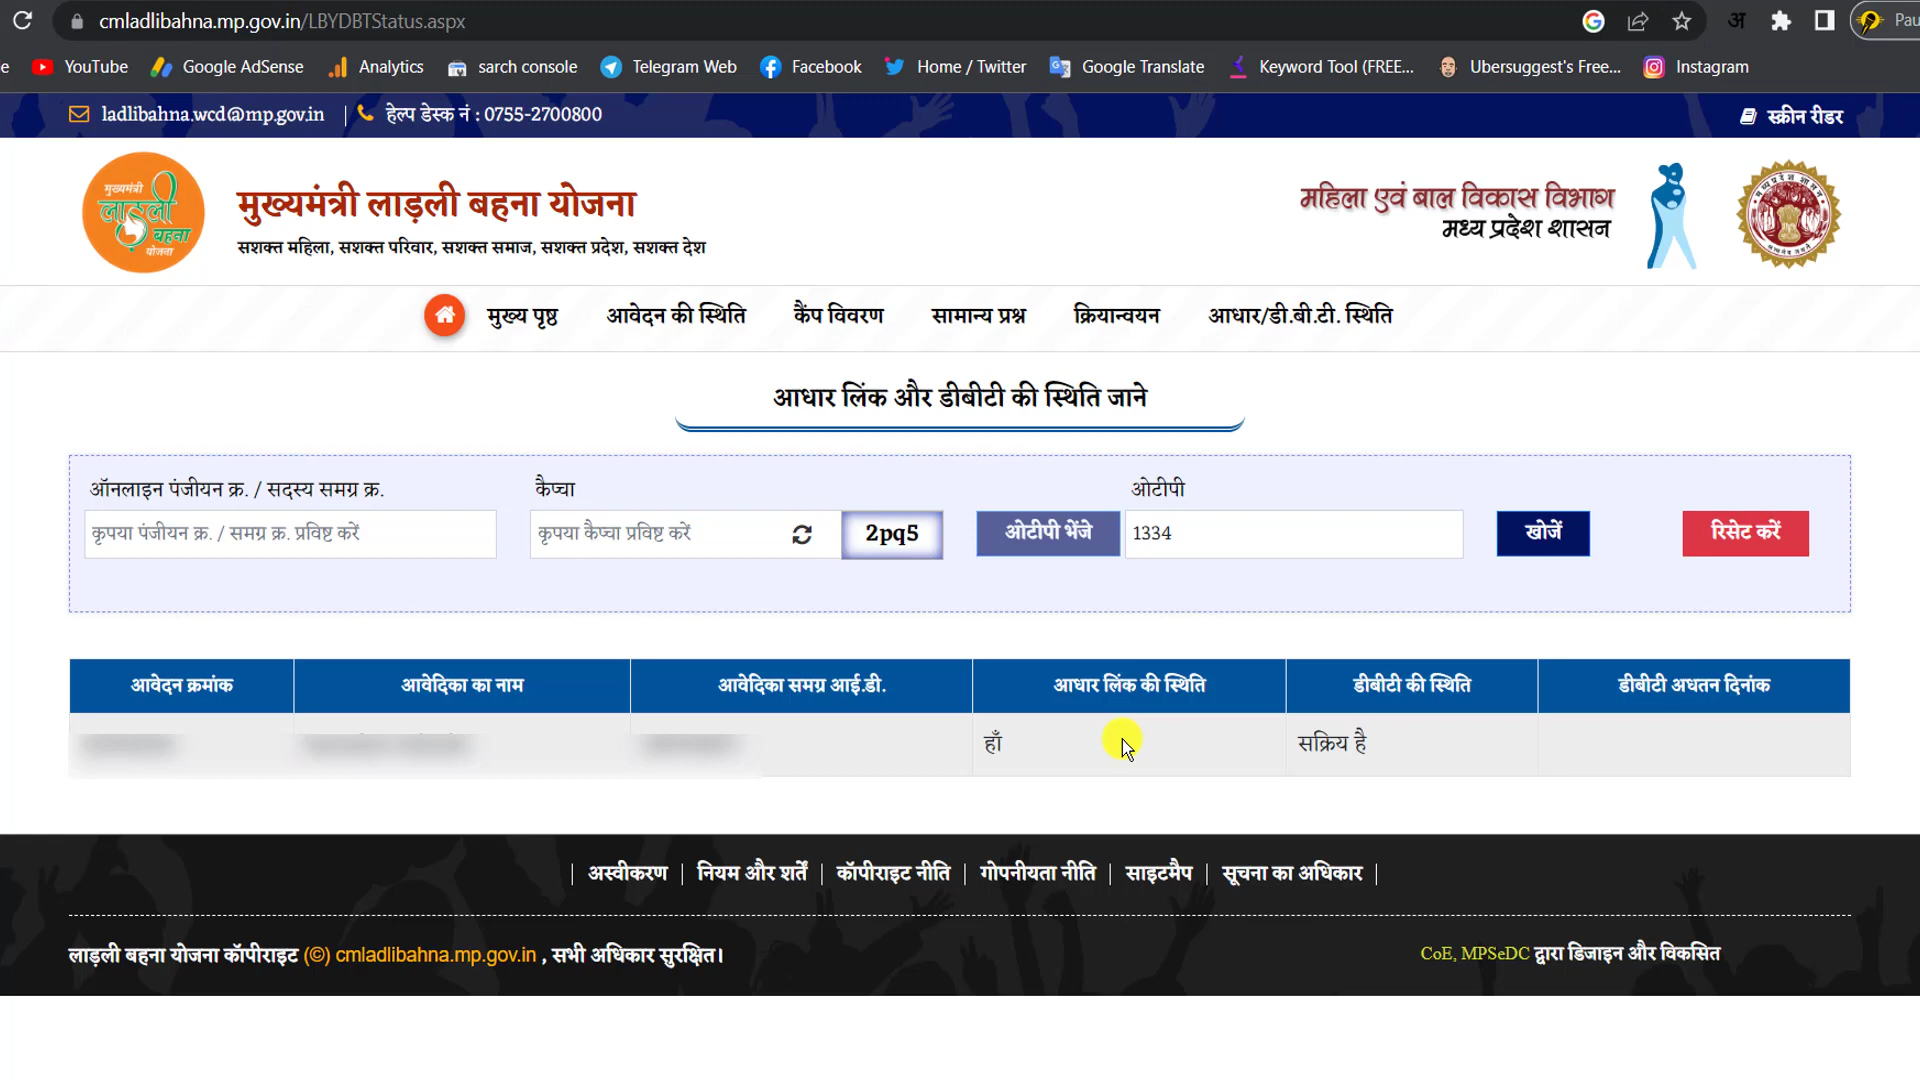 cmladlibahna.mp.gov.in/LBYDBTStatus.aspx
Pau
e YouTube Google AdSense Analytics sarch console Telegram Web Facebook Home / Twitter Google Translate Keyword Tool (FREE... Ubersuggest's Free... Instagram
ladlibahna.wcd@mp.gov.in | हेल्प डेस्क नं : 0755-2700800 स्क्रीन रीडर
मुख्यमंत्री
लाड़ली
बहना
योजना
मुख्यमंत्री लाड़ली बहना योजना
सशक्त महिला, सशक्त परिवार, सशक्त समाज, सशक्त प्रदेश, सशक्त देश
महिला एवं बाल विकास विभाग
मध्य प्रदेश शासन
मुख्य पृष्ठ आवेदन की स्थिति कैंप विवरण सामान्य प्रश्न क्रियान्वयन आधार/डी.बी.टी. स्थिति
आधार लिंक और डीबीटी की स्थिति जाने
ऑनलाइन पंजीयन क्र. / सदस्य समग्र क्र. कैप्चा ओटीपी
कृपया पंजीयन क्र. / समग्र क्र. प्रविष्ट करें कृपया कैप्चा प्रविष्ट करें 2pq5 ओटीपी भेंजे 1334 खोजें रिसेट करें
आवेदन क्रमांक आवेदिका का नाम आवेदिका समग्र आई.डी. आधार लिंक की स्थिति डीबीटी की स्थिति डीबीटी अधतन दिनांक
हाँ सक्रिय है
| अस्वीकरण | नियम और शर्तें | कॉपीराइट नीति | गोपनीयता नीति | साइटमैप | सूचना का अधिकार |
लाड़ली बहना योजना कॉपीराइट (©) cmladlibahna.mp.gov.in , सभी अधिकार सुरक्षित। CoE, MPSeDC द्वारा डिजाइन और विकसित